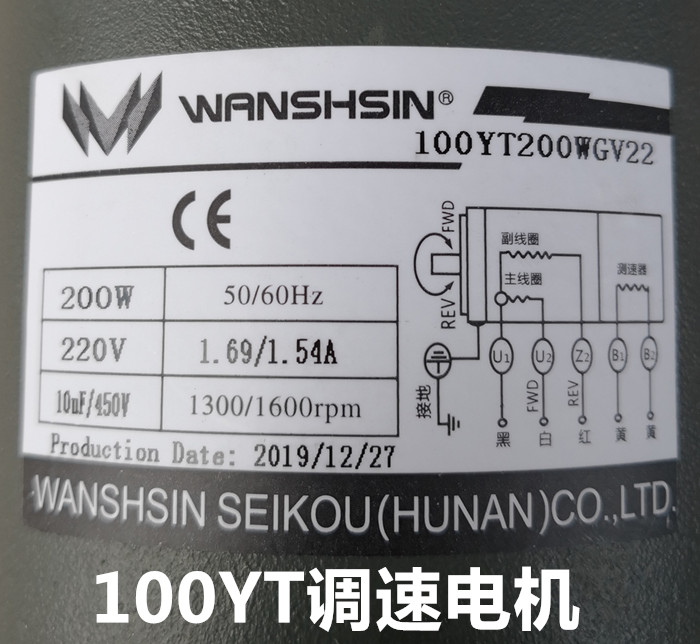 WANSHSIN®
100YT200WGV22
CE
200W 50/60Hz
220V 1.69/1.54A
10uF/450V 1300/1600rpm
Production Date: 2019/12/27
FWD
REV
副线圈
主线圈
测速器
接地
U1 U2 Z2 B1 B2
FWD REV
黑 白 红 黄 黄
WANSHSIN SEIKOU(HUNAN)CO.,LTD.
100YT调速电机